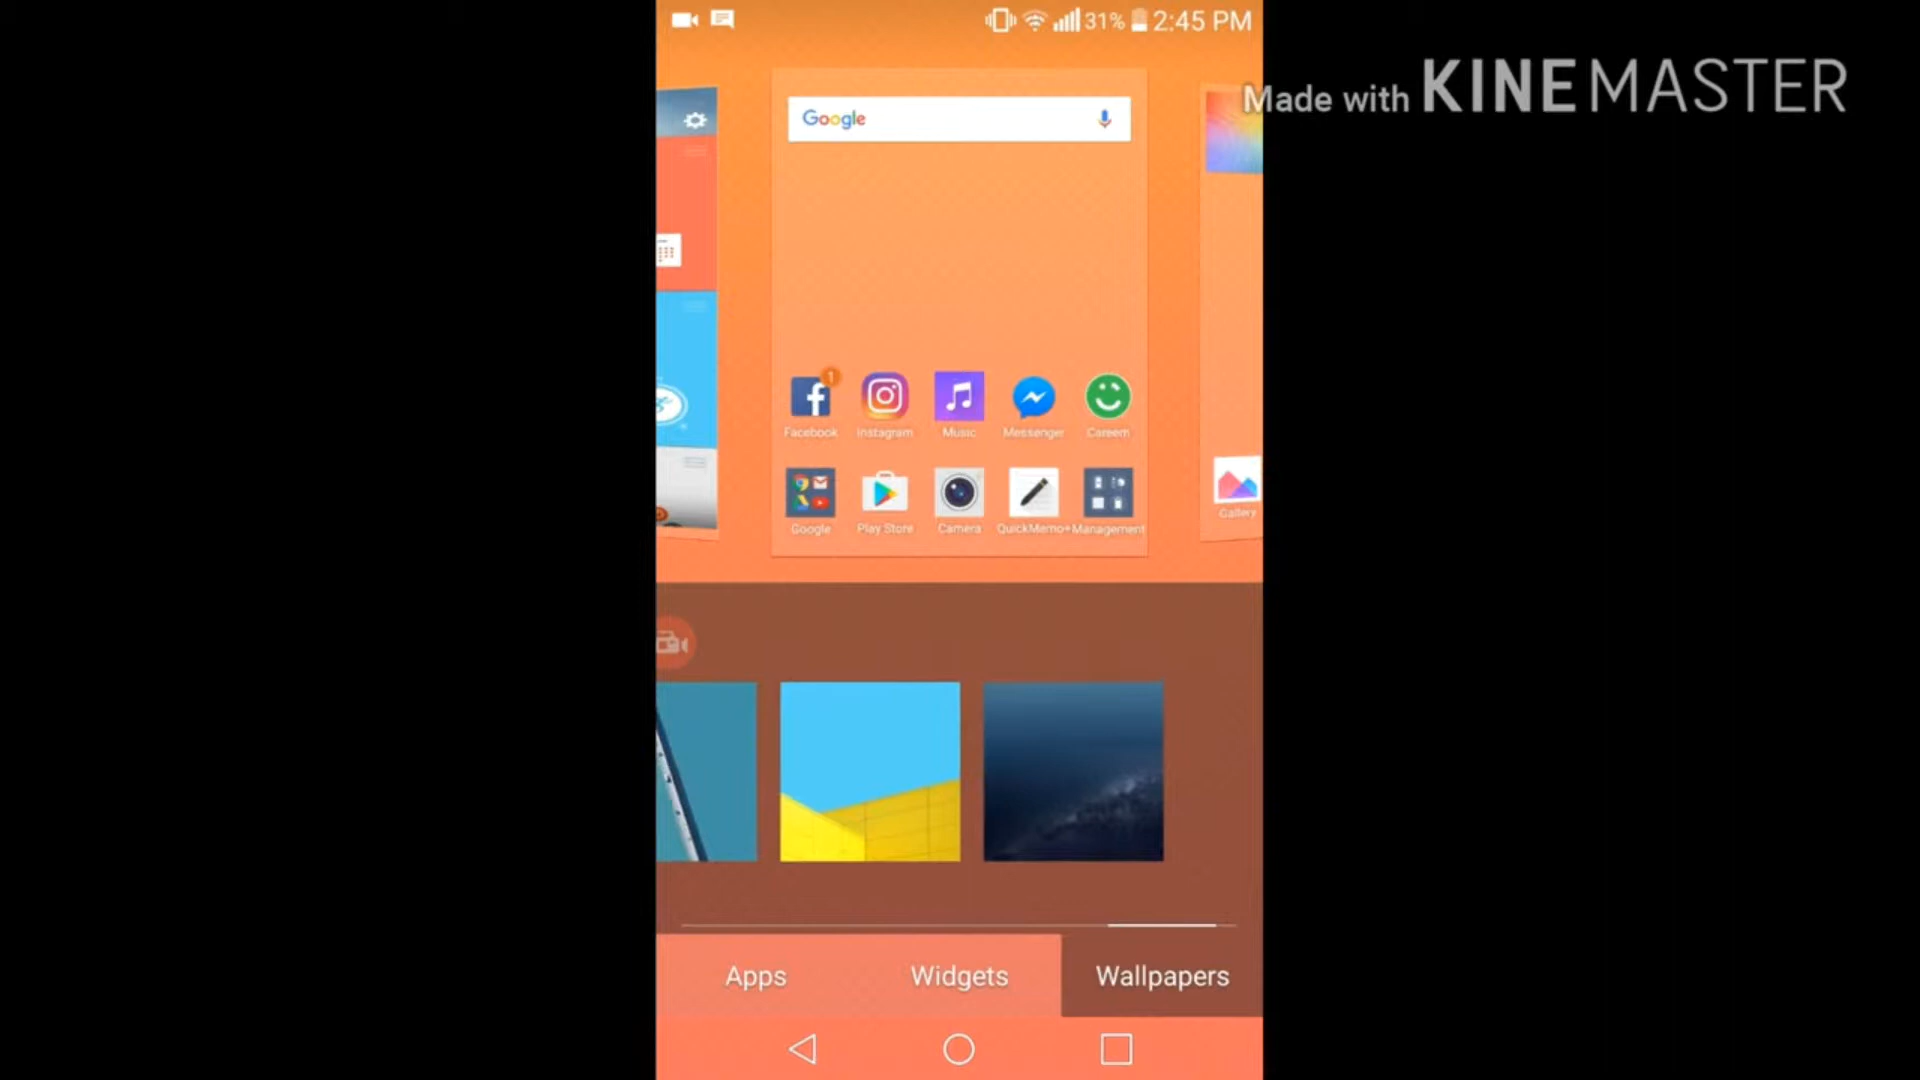 31% 2:45 PM
Made with KINEMASTER
Google
1
Facebook Instagram Music Messenger Careem
Google Play Store Camera QuickMemo+ Management
Gallery
Apps Widgets Wallpapers